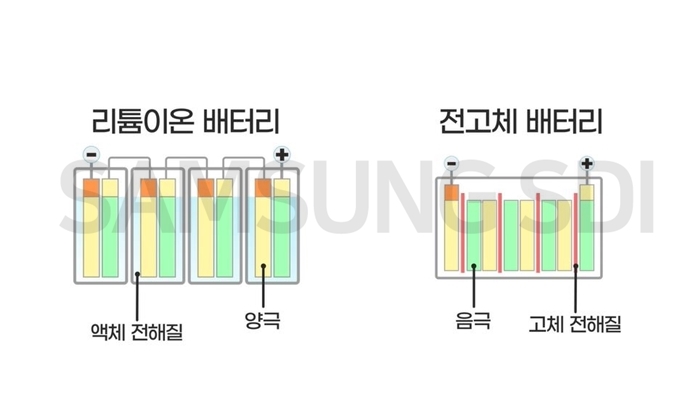 리튬이온 배터리
전고체 배터리
- +
- +
SAMSUNG SDI
액체 전해질
양극
음극
고체 전해질